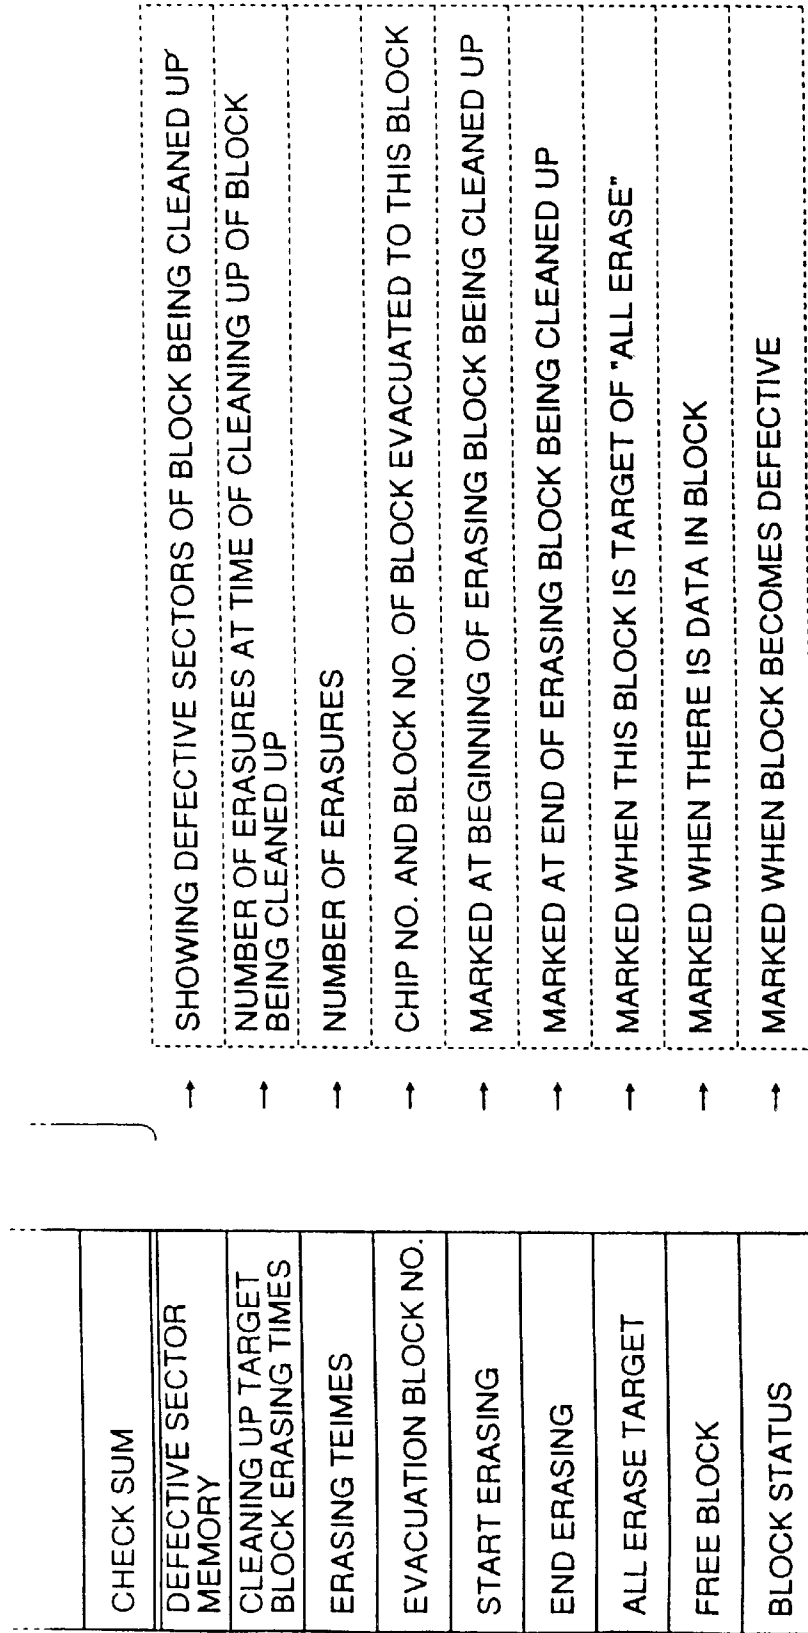 CHECK SUM
DEFECTIVE SECTOR
MEMORY
SHOWING DEFECTIVE SECTORS OF BLOCK BEING CLEANED UP
CLEANING UP TARGET
BLOCK ERASING TIMES
NUMBER OF ERASURES AT TIME OF CLEANING UP OF BLOCK
BEING CLEANED UP
ERASING TEIMES
NUMBER OF ERASURES
EVACUATION BLOCK NO.
CHIP NO. AND BLOCK NO. OF BLOCK EVACUATED TO THIS BLOCK
START ERASING
MARKED AT BEGINNING OF ERASING BLOCK BEING CLEANED UP
END ERASING
MARKED AT END OF ERASING BLOCK BEING CLEANED UP
ALL ERASE TARGET
MARKED WHEN THIS BLOCK IS TARGET OF "ALL ERASE"
FREE BLOCK
MARKED WHEN THERE IS DATA IN BLOCK
BLOCK STATUS
MARKED WHEN BLOCK BECOMES DEFECTIVE